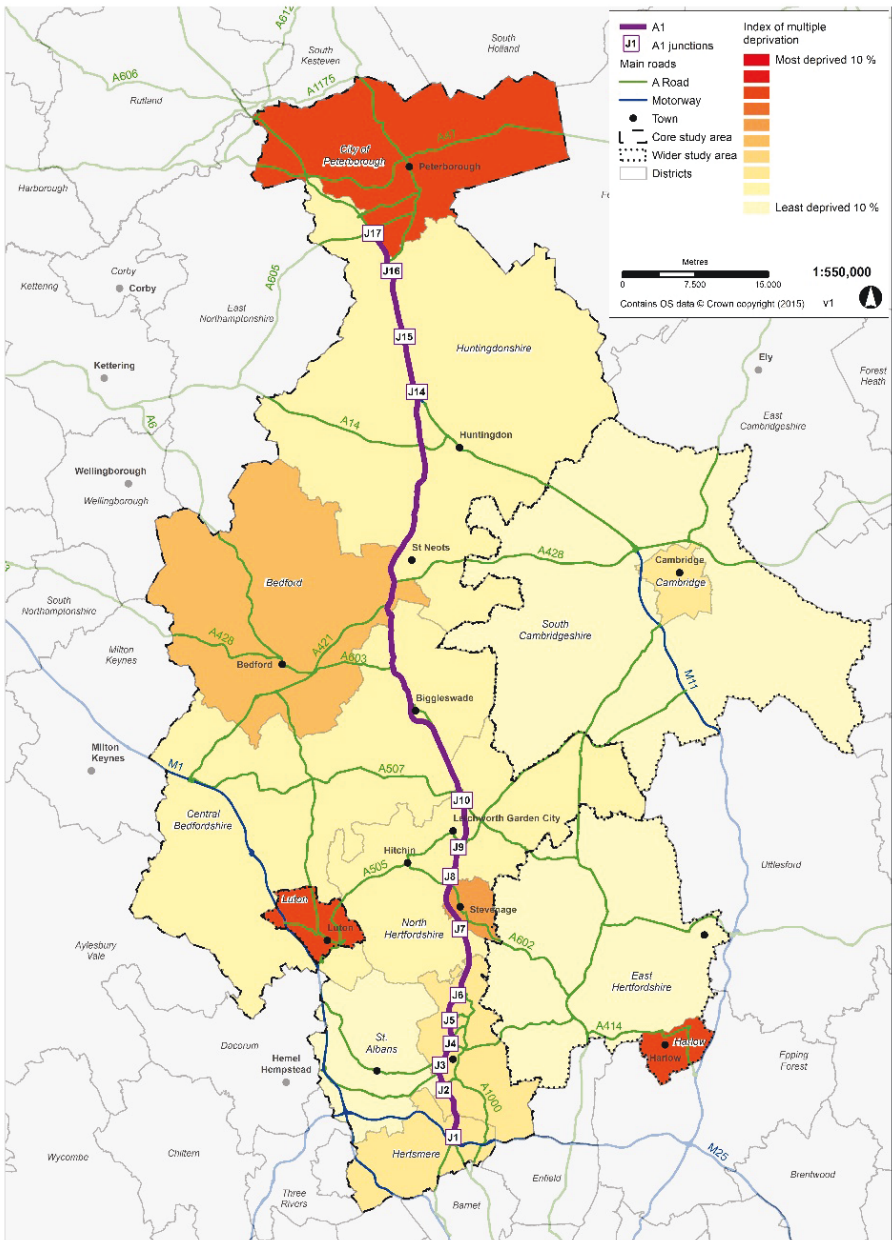 A1
J1 A1 junctions
Main roads
A Road
Motorway
Town
Core study area
Wider study area
Districts
Index of multiple
deprivation
Most deprived 10 %
Least deprived 10 %
Metres
0 7.500 15.000
1:550,000
Contains OS data © Crown copyright (2015) v1
A612
South
Kesteven
South
Holland
A606
A1175
Rutland
A47
City of
Peterborough
Peterborough
Harborough
J17
J16
A605
Corby
Kettering
Corby
East
Northamptonshire
J15
Huntingdonshire
Kettering
Ely
Forest
Heath
J14
A14
A6
East
Cambridgeshire
Huntingdon
Wellingborough
Wellingborough
St Neots
A428
Cambridge
Cambridge
Bedford
South
Northamptonshire
South
Cambridgeshire
A428
A421
Milton
Keynes
Bedford
A603
M11
Biggleswade
Milton
Keynes
M1
A507
J10
Central
Bedfordshire
Letchworth Garden City
J9
Hitchin
Uttlesford
A505
J8
Luton
Stevenage
North
Hertfordshire
J7
Luton
A602
Aylesbury
Vale
East
Hertfordshire
J6
J5
A414
St.
Albans
J4
Harlow
Harlow
Dacorum
Hemel
Hempstead
J3
Epping
Forest
J2
A1000
J1
Hertsmere
M25
Wycombe
Chiltern
Three
Rivers
Barnet
Enfield
Brentwood